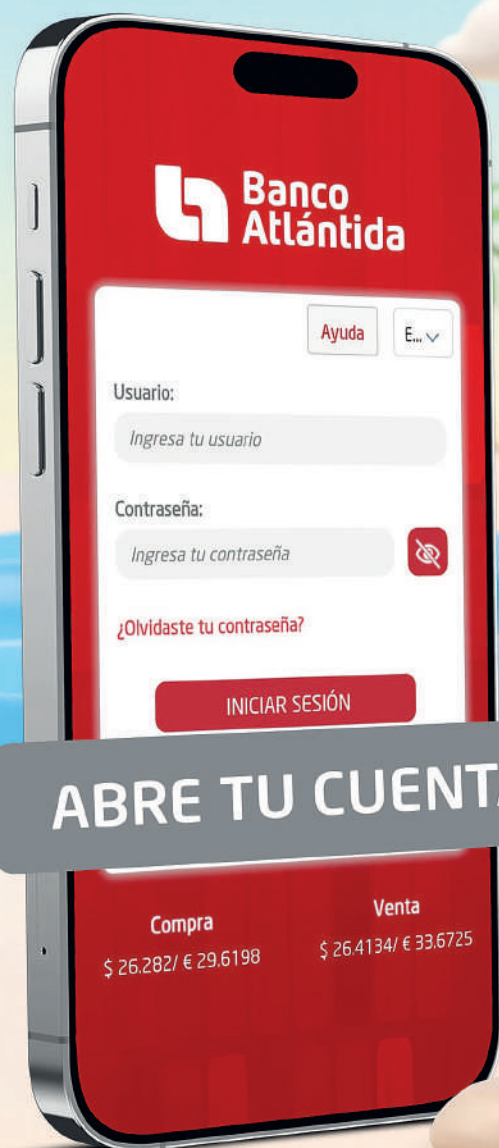 Banco
Atlántida
Ayuda
E...
Usuario:
Ingresa tu usuario
Contraseña:
Ingresa tu contraseña
¿Olvidaste tu contraseña?
INICIAR SESIÓN
ABRE TU CUENTA
Compra
Venta
$ 26.282/ € 29.6198
$ 26.4134/ € 33.6725